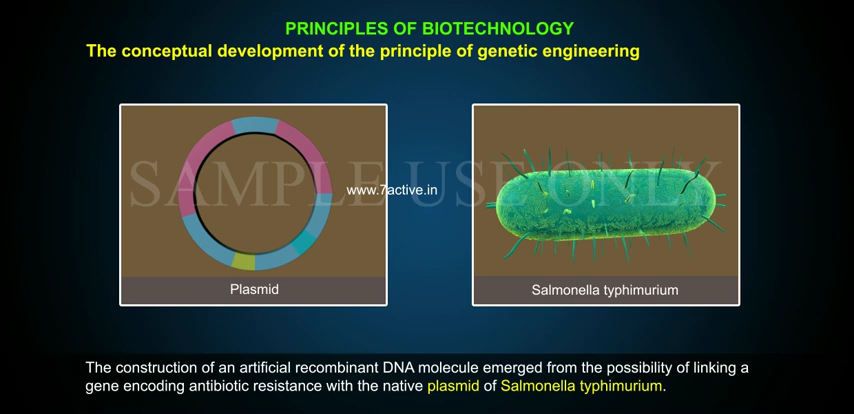 PRINCIPLES OF BIOTECHNOLOGY
The conceptual development of the principle of genetic engineering
SAMPLE USE ONLY
www.7active.in
Plasmid
Salmonella typhimurium
The construction of an artificial recombinant DNA molecule emerged from the possibility of linking a
gene encoding antibiotic resistance with the native plasmid of Salmonella typhimurium.